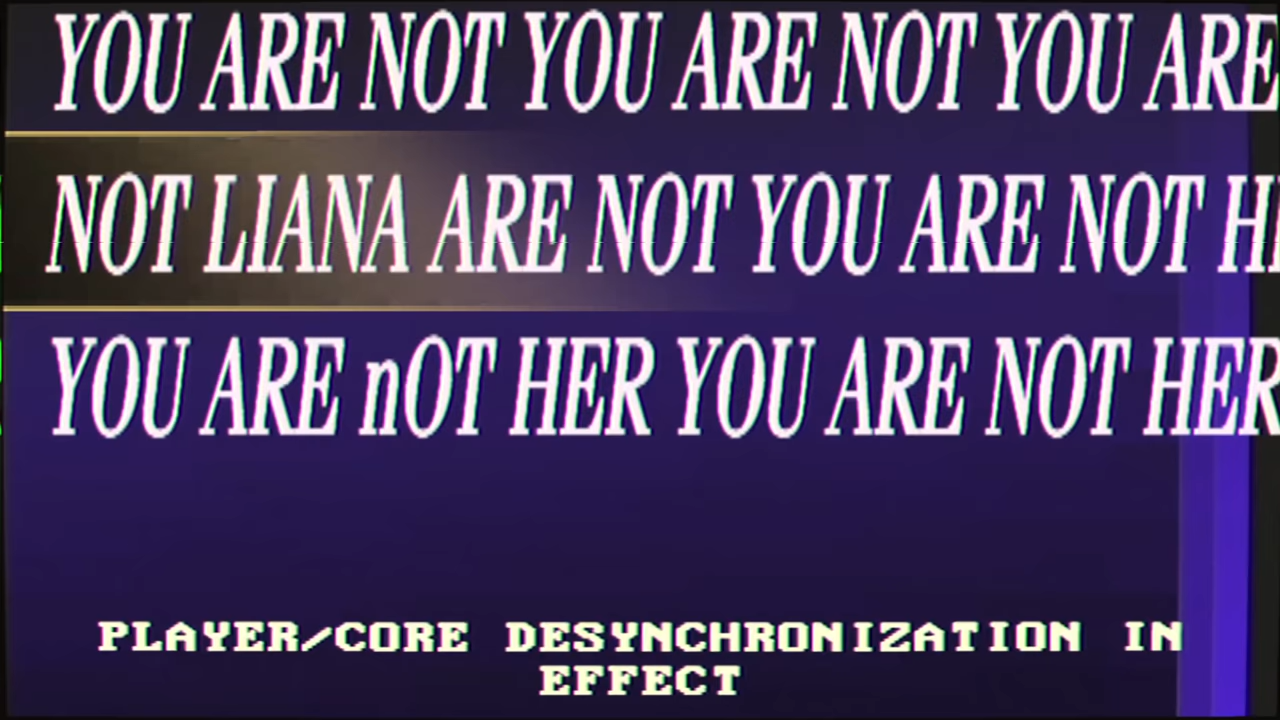 YOU ARE NOT YOU ARE NOT YOU ARE
NOT LIANA ARE NOT YOU ARE NOT
YOU ARE nOT HER YOU ARE NOT HER
PLAYER/CORE DESYNCHRONIZATION IN
EFFECT